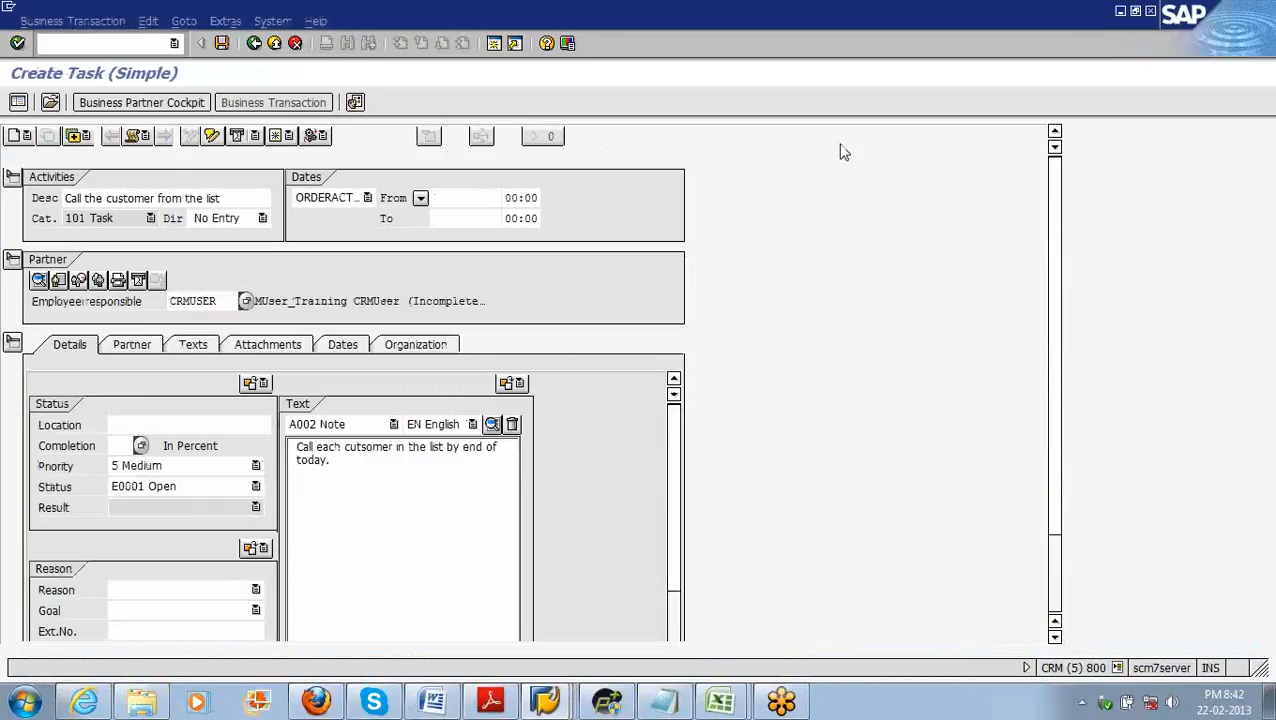 Business Transaction Edit Goto Extras System Help
SAP
Create Task (Simple)
Business Partner Cockpit Business Transaction
0
Activities
Dates
Desc Call the customer from the list
ORDERACT... From 00:00
Cat. 101 Task Dir No Entry
To 00:00
Partner
Employee responsible CRMUSER MUser_Training CRMUser (Incomplete...
Details Partner Texts Attachments Dates Organization
Status
Text
Location
A002 Note EN English
Completion In Percent
Call each cutsomer in the list by end of
today.
Priority 5 Medium
Status E0001 Open
Result
Reason
Reason
Goal
Ext.No.
CRM (5) 800 scm7server INS
PM 8:42
22-02-2013